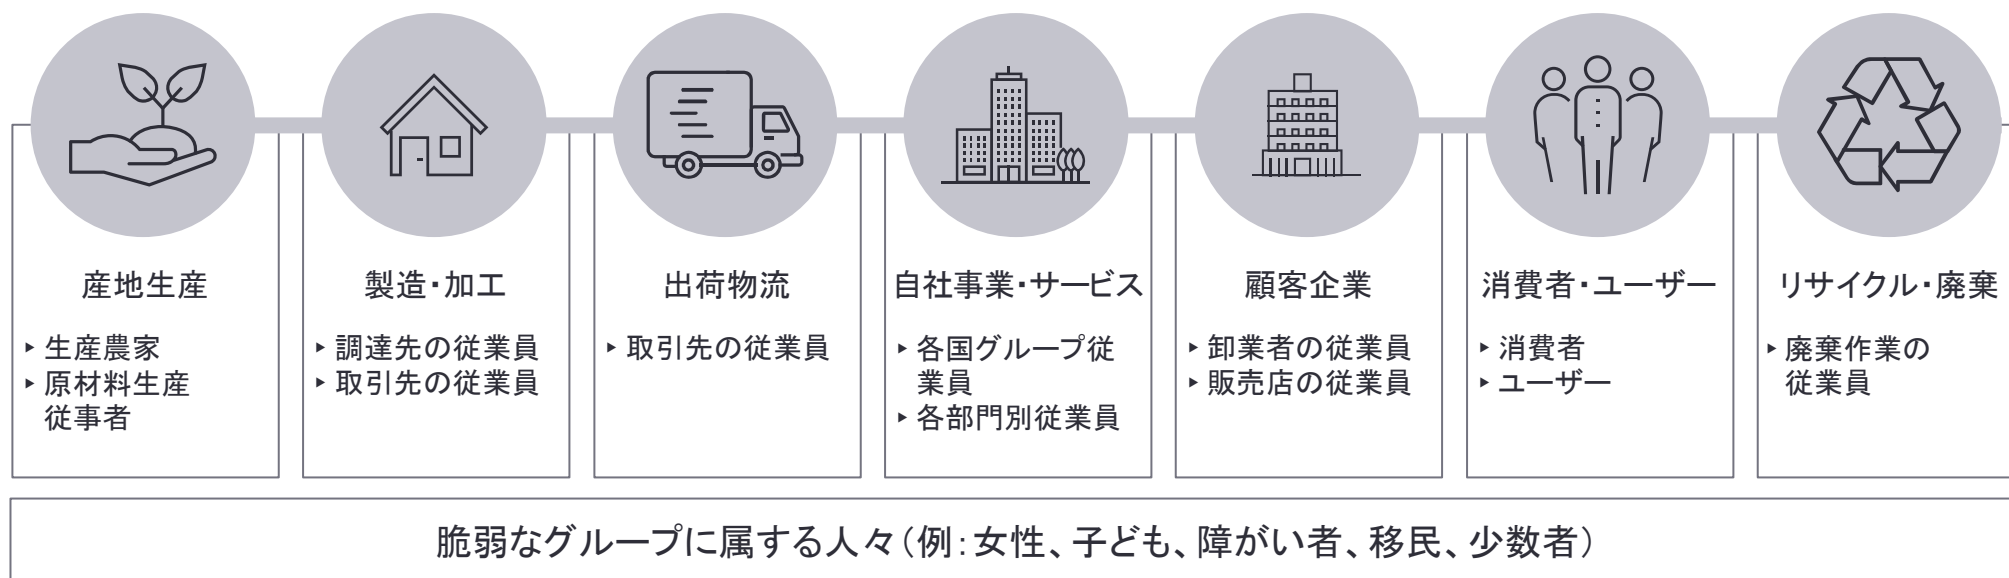 産地生産
▸ 生産農家
▸ 原材料生産
従事者
製造・加工
▸ 調達先の従業員
▸ 取引先の従業員
出荷物流
▸ 取引先の従業員
自社事業・サービス
▸ 各国グループ従
業員
▸ 各部門別従業員
顧客企業
▸ 卸業者の従業員
▸ 販売店の従業員
消費者・ユーザー
▸ 消費者
▸ ユーザー
リサイクル・廃棄
▸ 廃棄作業の
従業員
脆弱なグループに属する人々（例：女性、子ども、障がい者、移民、少数者）